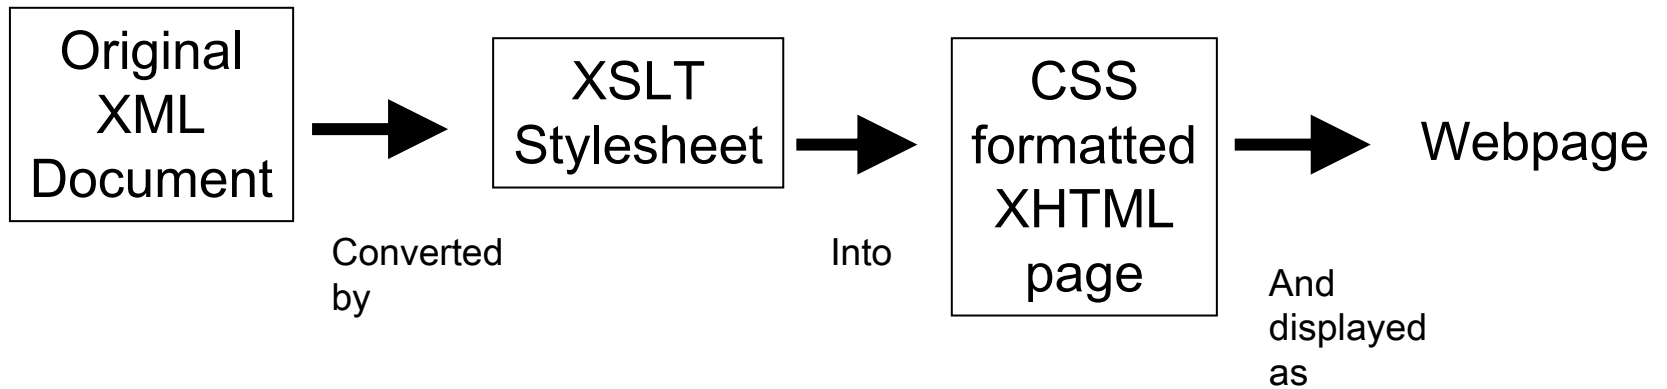 Original
XML
Document
Converted
by
XSLT
Stylesheet
Into
CSS
formatted
XHTML
page
And
displayed
as
Webpage